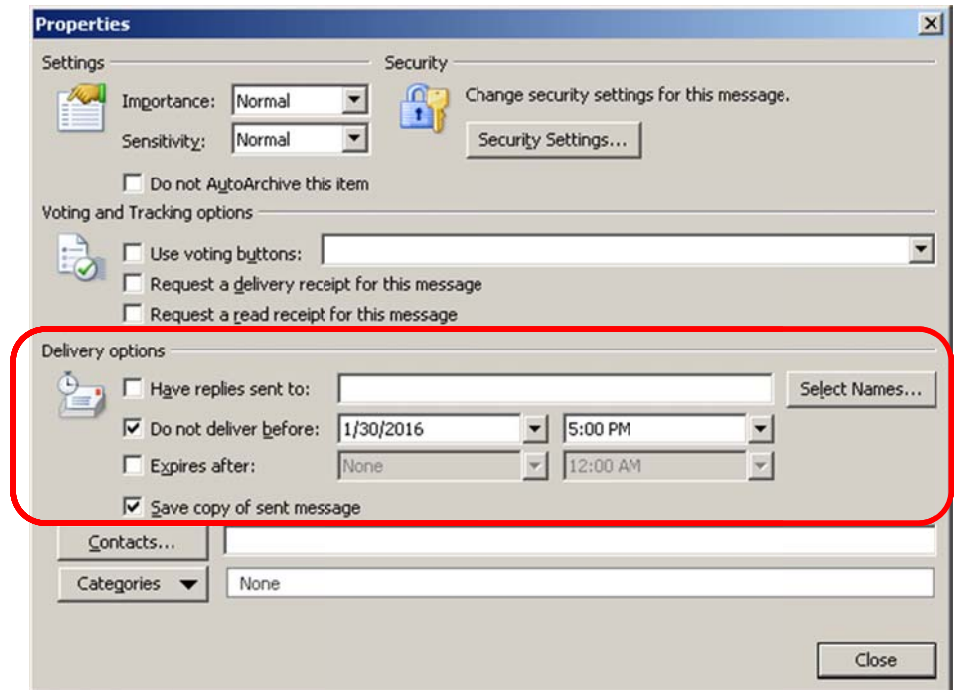 Properties
Settings
Security
Importance: Normal
Change security settings for this message.
Sensitivity: Normal
Security Settings...
Do not AutoArchive this item
Voting and Tracking options
Use voting buttons:
Request a delivery receipt for this message
Request a read receipt for this message
Delivery options
Have replies sent to:
Select Names...
Do not deliver before: 1/30/2016 5:00 PM
Expires after: None 12:00 AM
Save copy of sent message
Contacts...
Categories None
Close